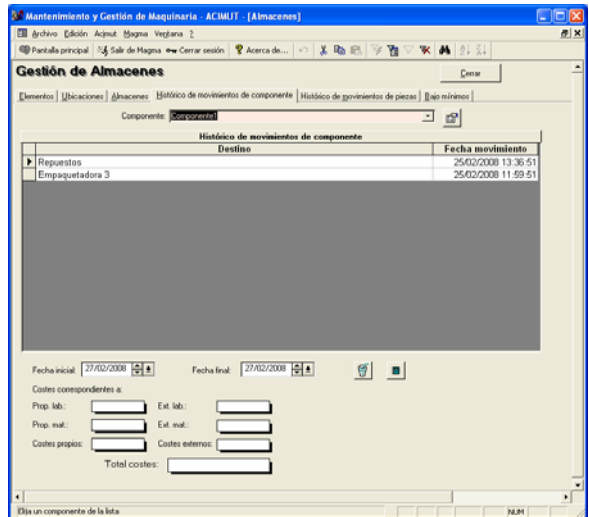 Mantenimiento y Gestión de Maquinaria - ACIMUT - [Almacenes]
Archivo Edición Acimut Magma Ventana ?
Pantalla principal Salir de Magma Cerrar sesión Acerca de...
Gestión de Almacenes
Cerrar
Elementos Ubicaciones Almacenes Histórico de movimientos de componente Histórico de movimientos de piezas Bajo mínimos
Componente: Componente1
Histórico de movimientos de componente
Destino Fecha movimiento
Repuestos 25/02/2008 13:36:51
Empaquetadora 3 25/02/2008 11:59:51
Fecha inicial: 27/02/2008 Fecha final: 27/02/2008
Costes correspondientes a:
Prop. lab.: Ext. lab.:
Prop. mat.: Ext. mat.:
Costes propios: Costes externos:
Total costes:
Elija un componente de la lista NUM